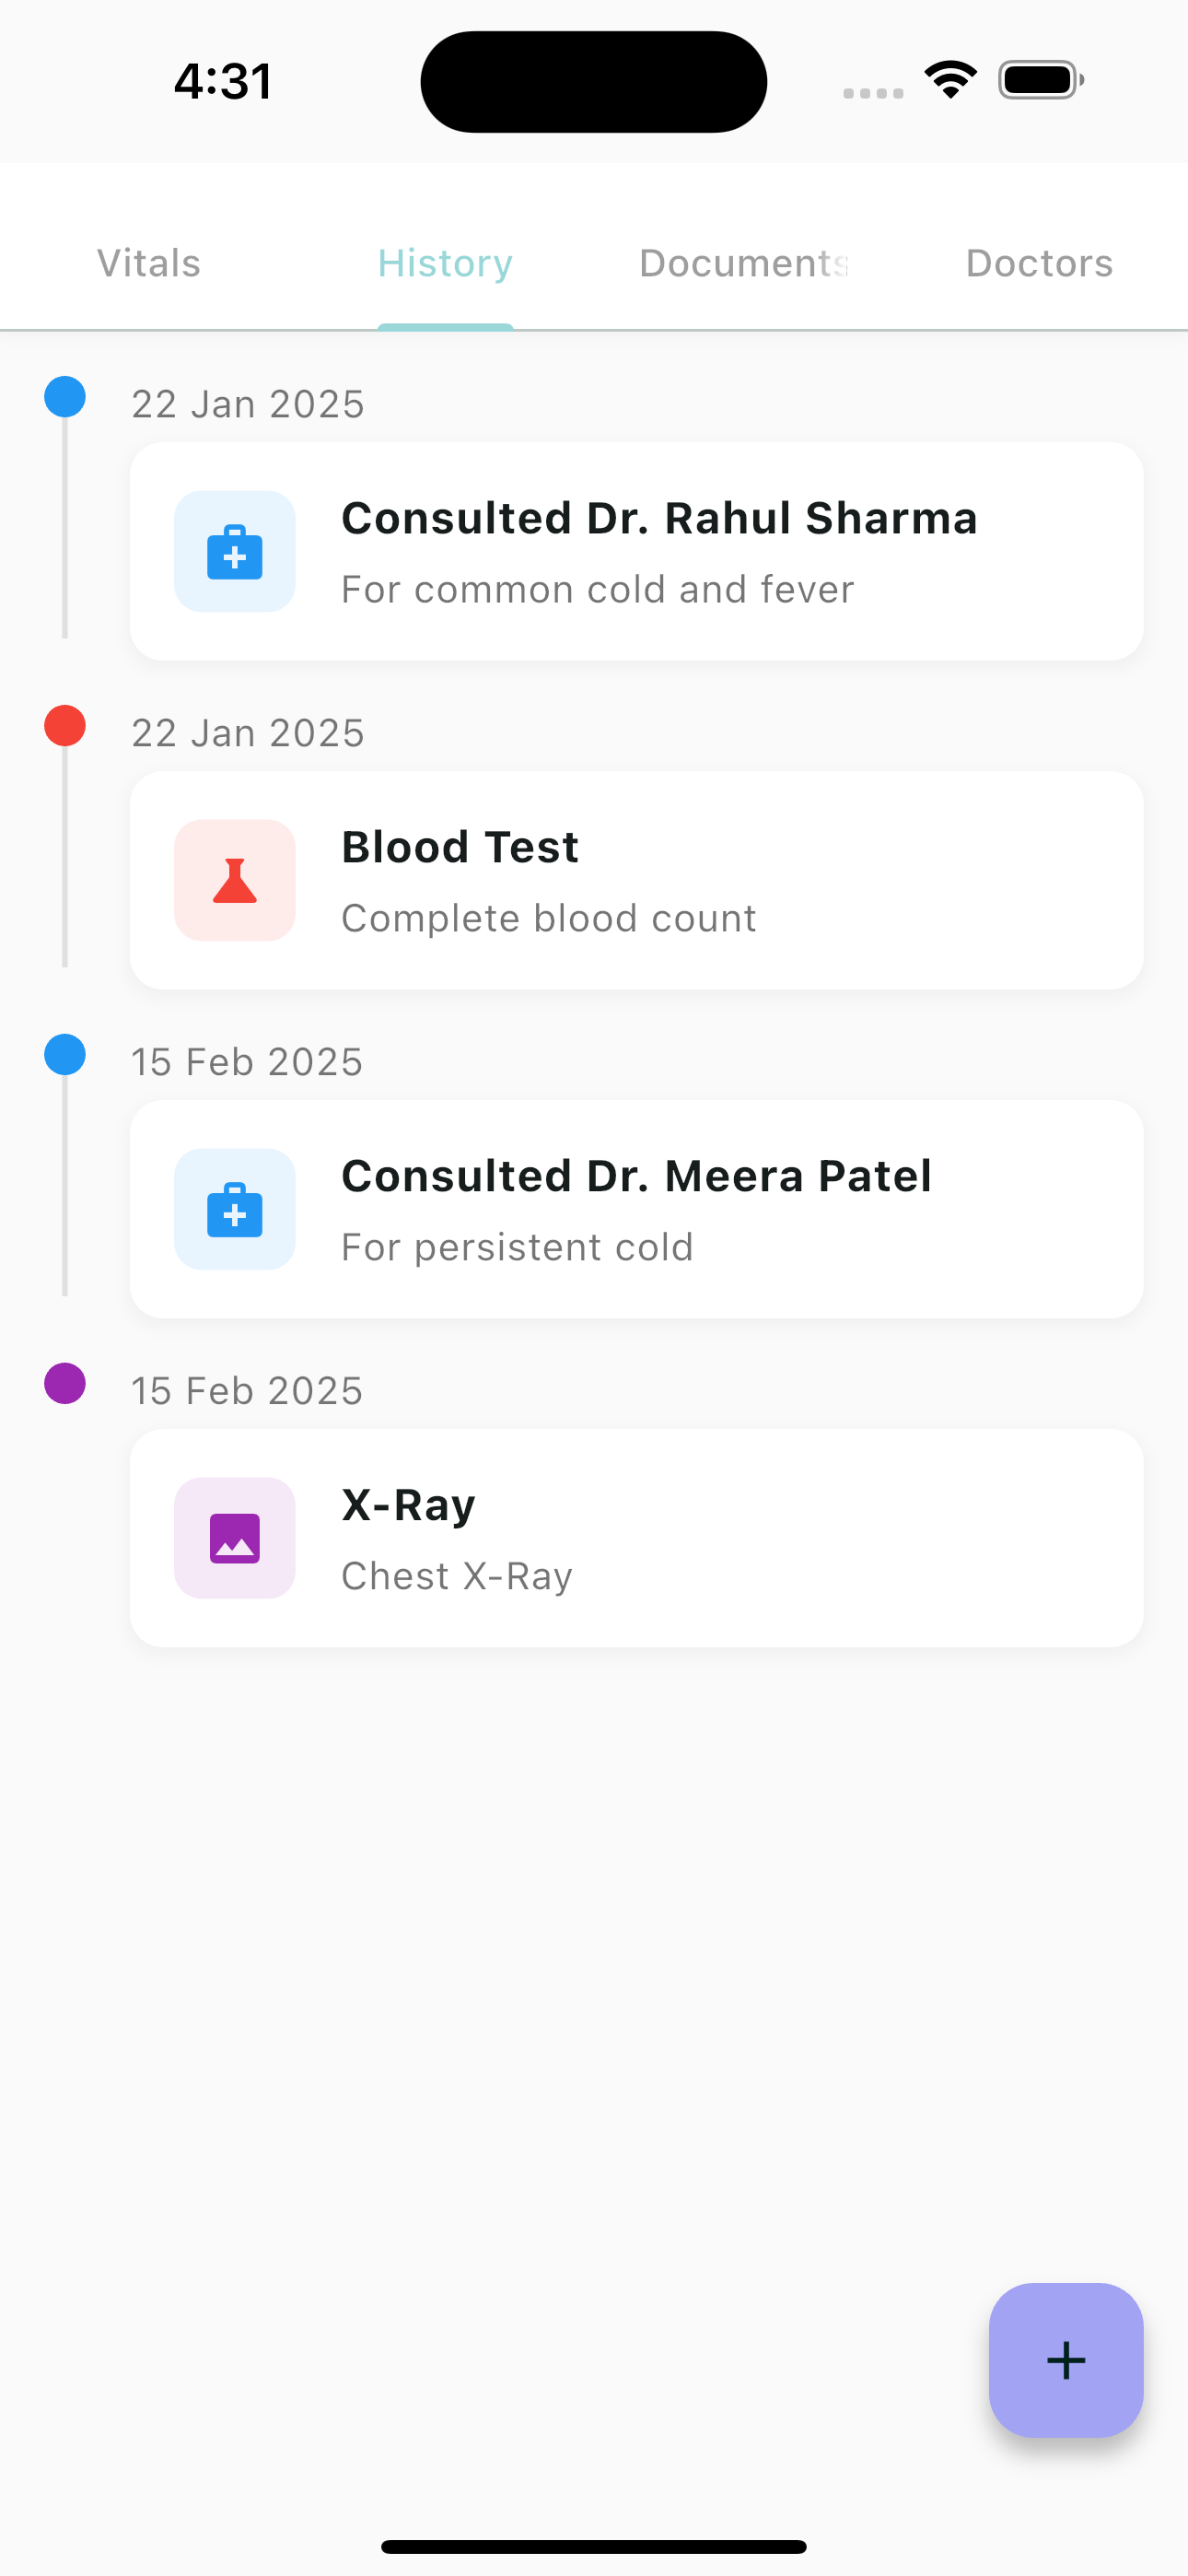 4:31
Vitals History Documents Doctors
22 Jan 2025
Consulted Dr. Rahul Sharma
For common cold and fever
22 Jan 2025
Blood Test
Complete blood count
15 Feb 2025
Consulted Dr. Meera Patel
For persistent cold
15 Feb 2025
X-Ray
Chest X-Ray